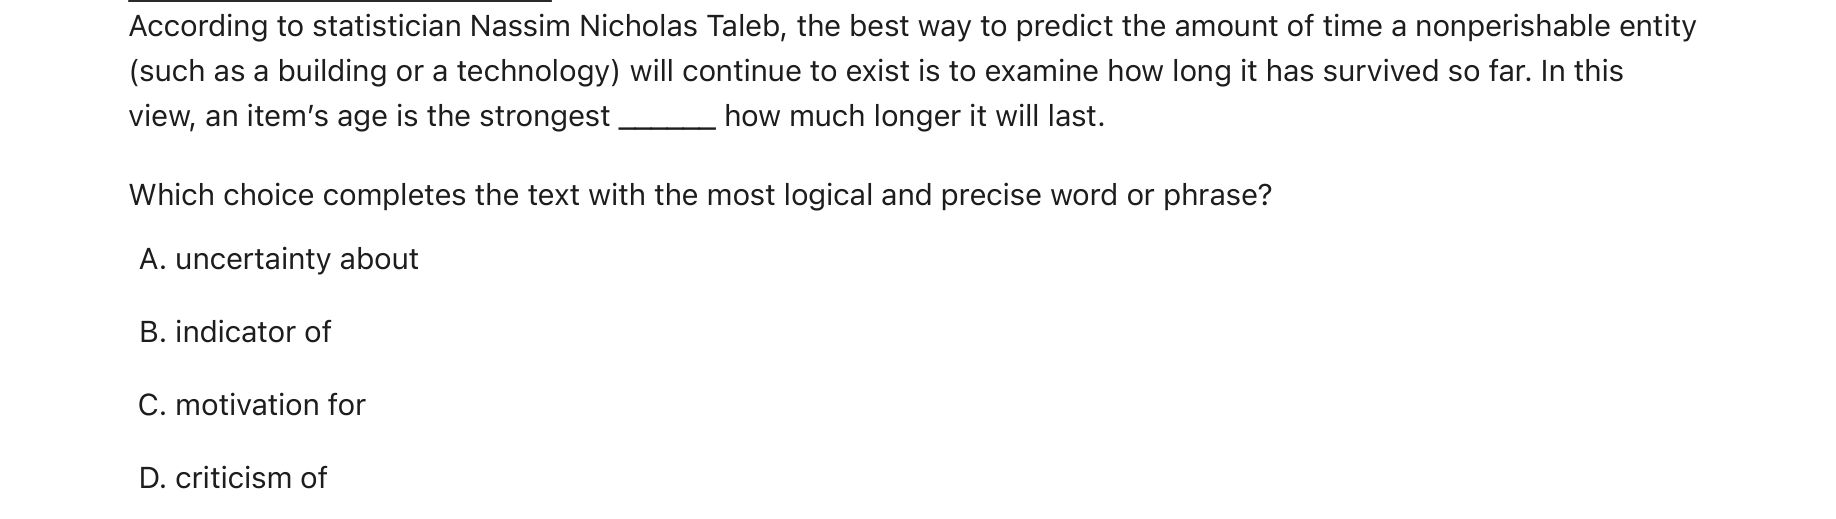 According to statistician Nassim Nicholas Taleb, the best way to predict the amount of time a nonperishable entity
(such as a building or a technology) will continue to exist is to examine how long it has survived so far. In this
view, an item’s age is the strongest ______ how much longer it will last.
Which choice completes the text with the most logical and precise word or phrase?
A. uncertainty about
B. indicator of
C. motivation for
D. criticism of